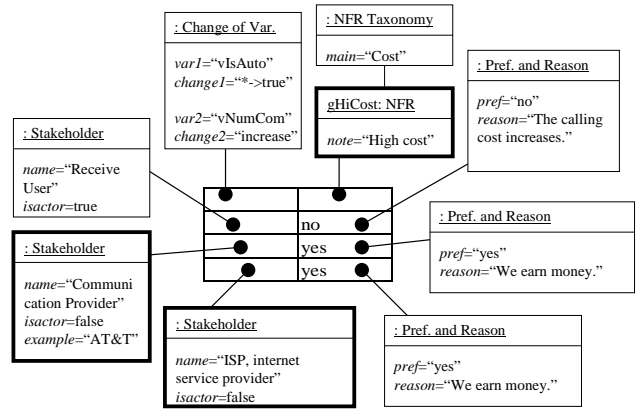 : Change of Var.
var1="vIsAuto"
change1="*->true"
var2="vNumCom"
change2="increase"
: NFR Taxonomy
main="Cost"
gHiCost: NFR
note="High cost"
: Pref. and Reason
pref="no"
reason="The calling
cost increases."
: Stakeholder
name="Receive
User"
isactor=true
no
yes
yes
: Stakeholder
name="Communi
cation Provider"
isactor=false
example="AT&T"
: Pref. and Reason
pref="yes"
reason="We earn money."
: Stakeholder
name="ISP, internet
service provider"
isactor=false
: Pref. and Reason
pref="yes"
reason="We earn money."